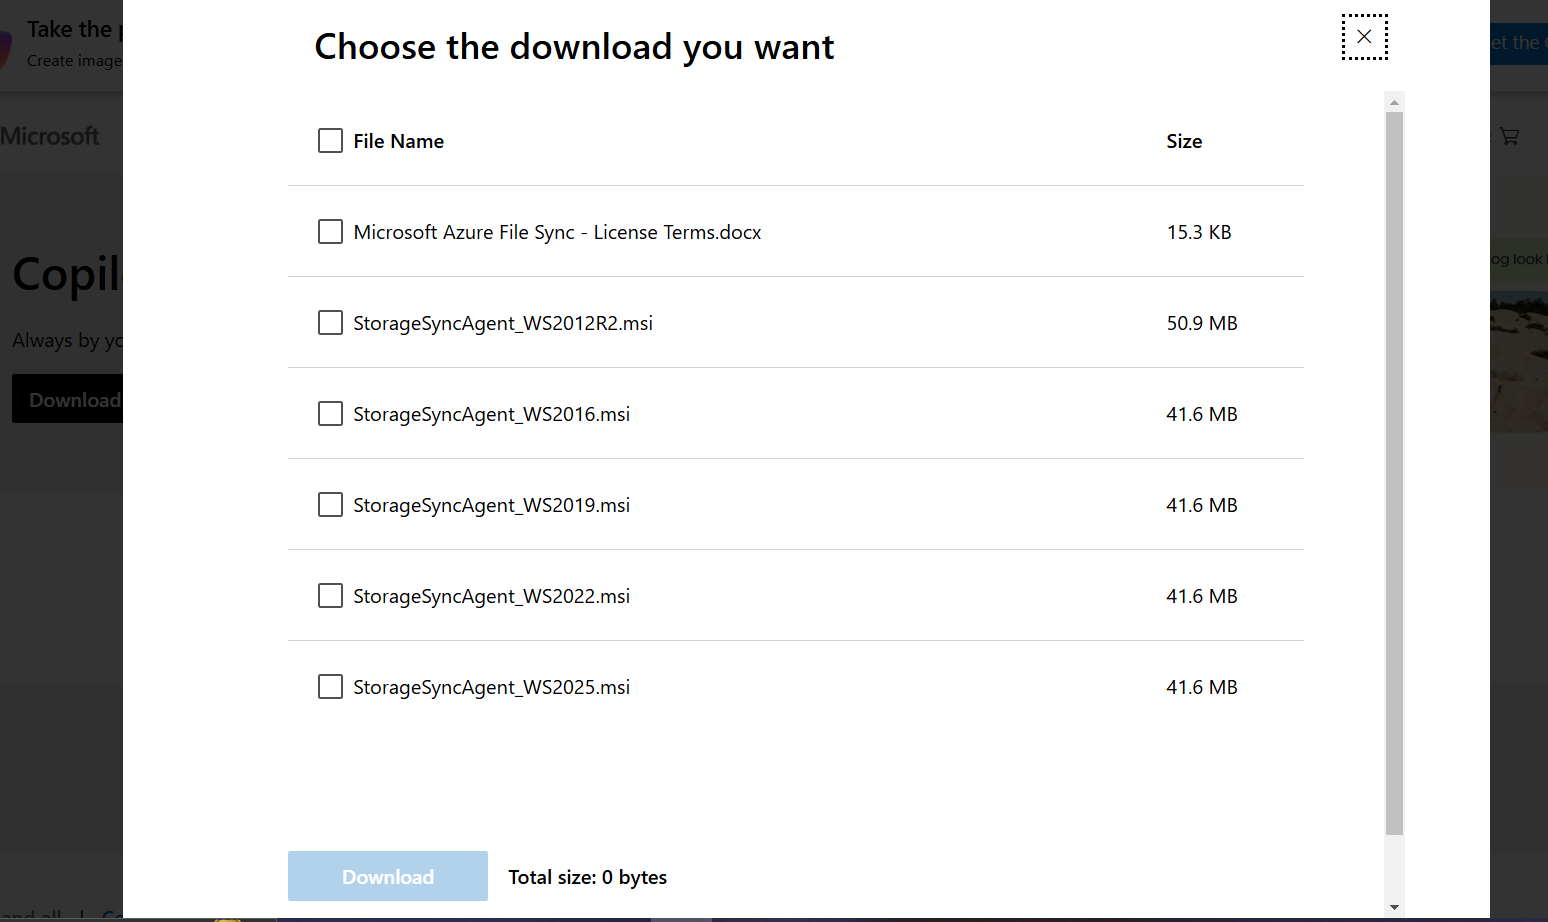 Take the
Create image
et the
Choose the download you want
Microsoft
File Name Size
Microsoft Azure File Sync - License Terms.docx 15.3 KB
og look
Copil
StorageSyncAgent_WS2012R2.msi 50.9 MB
Always by yo
Download
StorageSyncAgent_WS2016.msi 41.6 MB
StorageSyncAgent_WS2019.msi 41.6 MB
StorageSyncAgent_WS2022.msi 41.6 MB
StorageSyncAgent_WS2025.msi 41.6 MB
Download Total size: 0 bytes